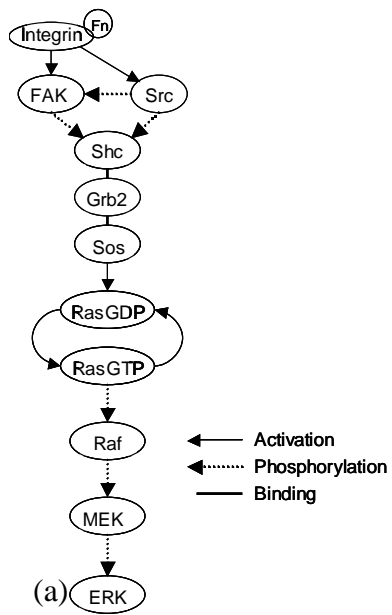 Fn
Integrin
FAK
Src
Shc
Grb2
Sos
RasGDP
RasGTP
Raf
Activation
Phosphorylation
MEK
Binding
(a)
ERK